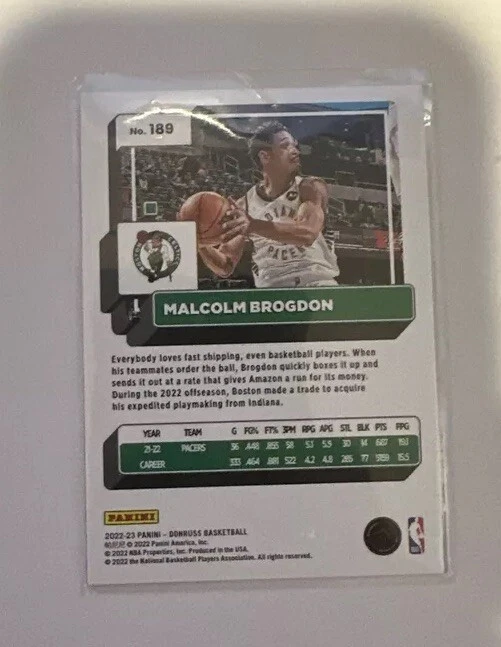 No. 189
INDIANA
PACERS
MALCOLM BROGDON
Everybody loves fast shipping, even basketball players. When
his teammates order the ball, Brogdon quickly boxes it up and
sends it out at a rate that gives Amazon a run for its money.
During the 2022 offseason, Boston made a trade to acquire
his expedited playmaking from Indiana.
YEAR TEAM G FG% FT% 3PM RPG APG STL BLK PTS PPG
21-22 PACERS 36 .448 .855 58 5.1 5.9 30 14 687 19.1
CAREER 333 .464 .881 522 4.2 4.8 285 77 5159 15.5
PANINI
2022-23 PANINI - DONRUSS BASKETBALL
© 2022 Panini America, Inc.
© 2022 NBA Properties, Inc. Produced in the USA.
© 2022 the National Basketball Players Association. All rights reserved.
NBA